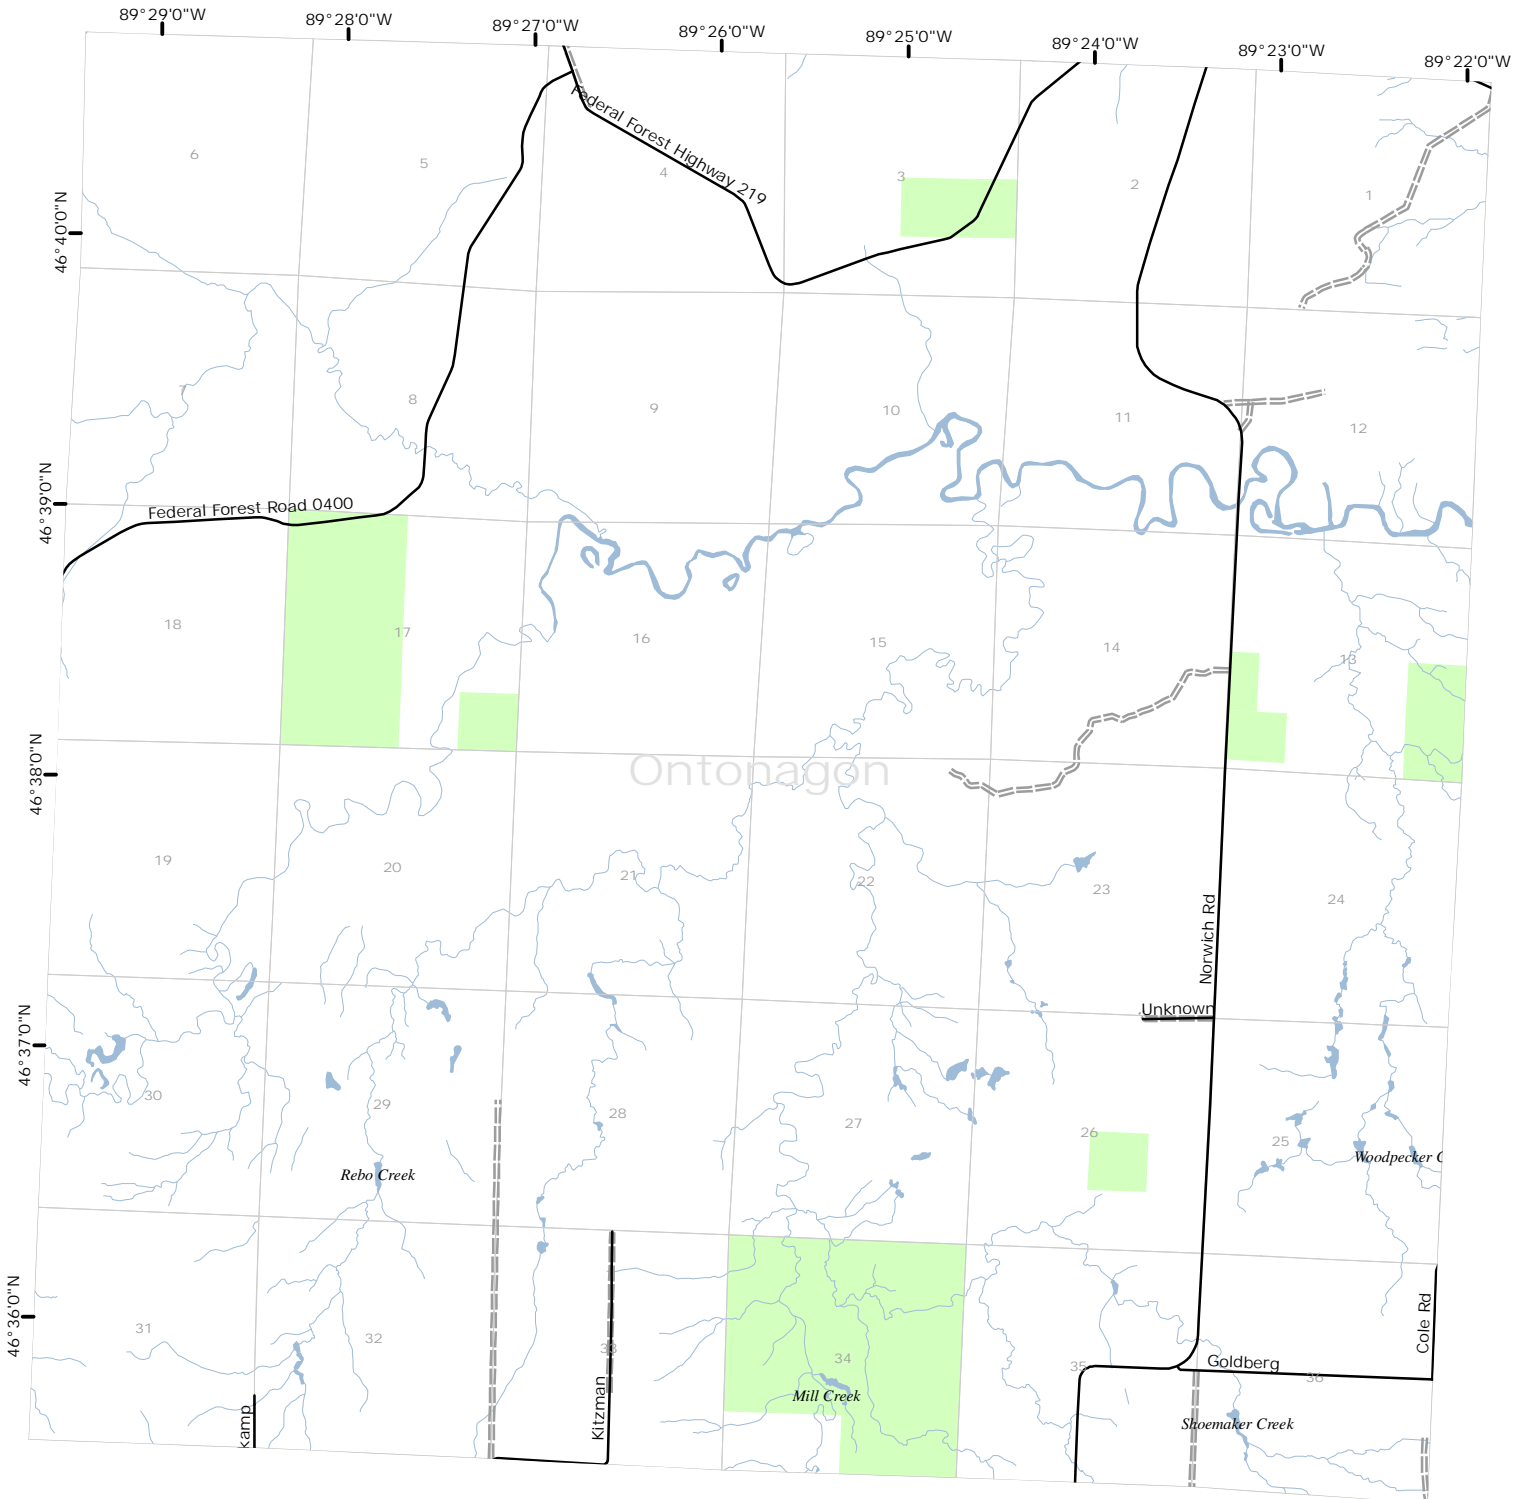 89°29'0"W
89°28'0"W
89°27'0"W
89°26'0"W
89°25'0"W
89°24'0"W
89°23'0"W
89°22'0"W
46°40'0"N
46°39'0"N
46°38'0"N
46°37'0"N
46°36'0"N
Federal Forest Highway 219
6
5
4
3
2
1
7
8
9
10
11
12
Federal Forest Road 0400
18
17
16
15
14
13
Ontonagon
19
20
21
22
23
24
Norwich Rd
Unknown
30
29
28
27
26
25
Rebo Creek
Woodpecker C
31
32
33
34
35
36
Cole Rd
Goldberg
Kitzman
kamp
Mill Creek
Shoemaker Creek